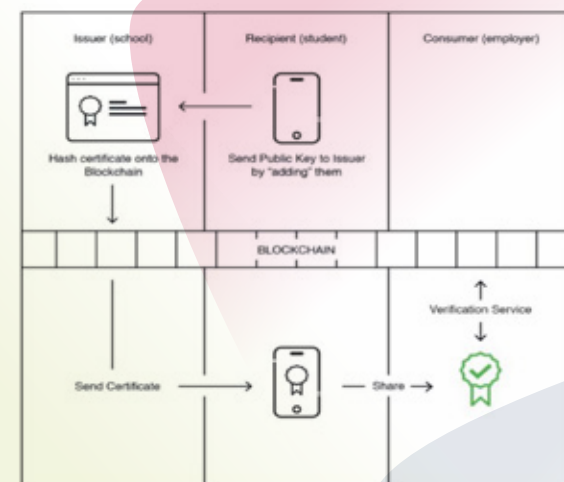 Issuer (school)
Recipient (student)
Consumer (employer)
Hash certificate onto the
Blockchain
Send Public Key to Issuer
by "adding" them
BLOCKCHAIN
Verification Service
Send Certificate
Share